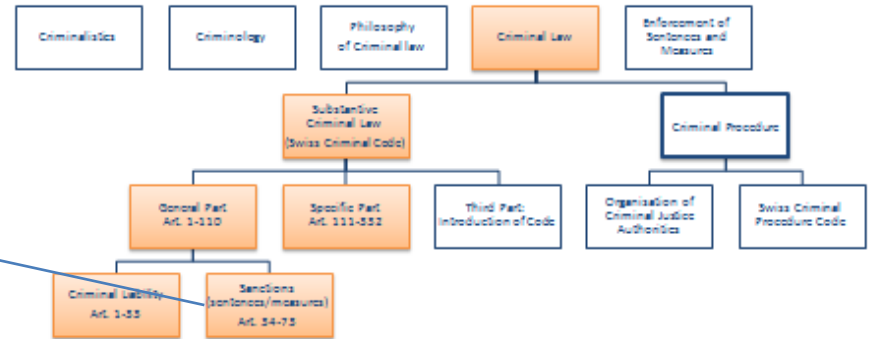 Criminalistics
Criminology
Philosophy
of Criminal law
Criminal Law
Enforcement of
Sentences and
Measures
Substantive
Criminal Law
(Swiss Criminal Code)
Criminal Procedure
General Part
Art. 1-110
Specific Part
Art. 111-332
Third Part:
Introduction of Code
Organisation of
Criminal Justice
Authorities
Swiss Criminal
Procedure Code
Criminal Liability
Art. 1-33
Sanctions
(sentences/measures)
Art. 34-73